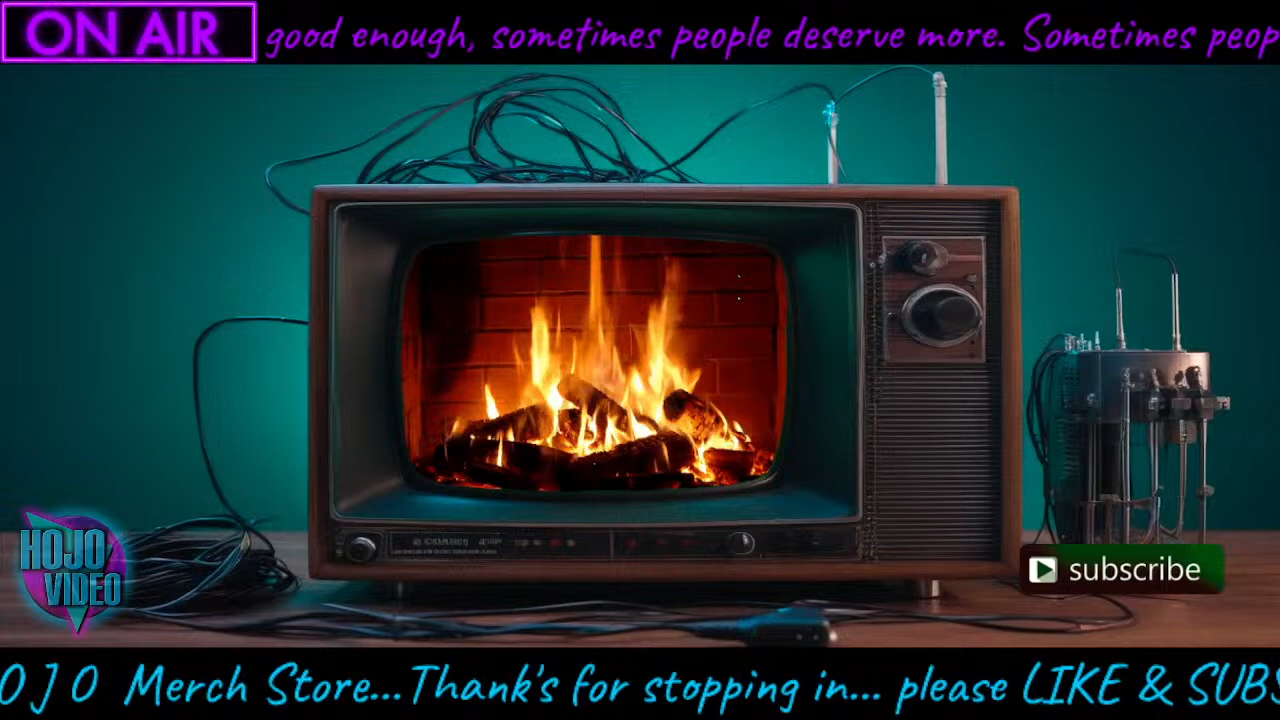 ON AIR
good enough, sometimes people deserve more. Sometimes peop
HOJO
VIDEO
subscribe
O J O Merch Store...Thank's for stopping in... please LIKE & SUBS